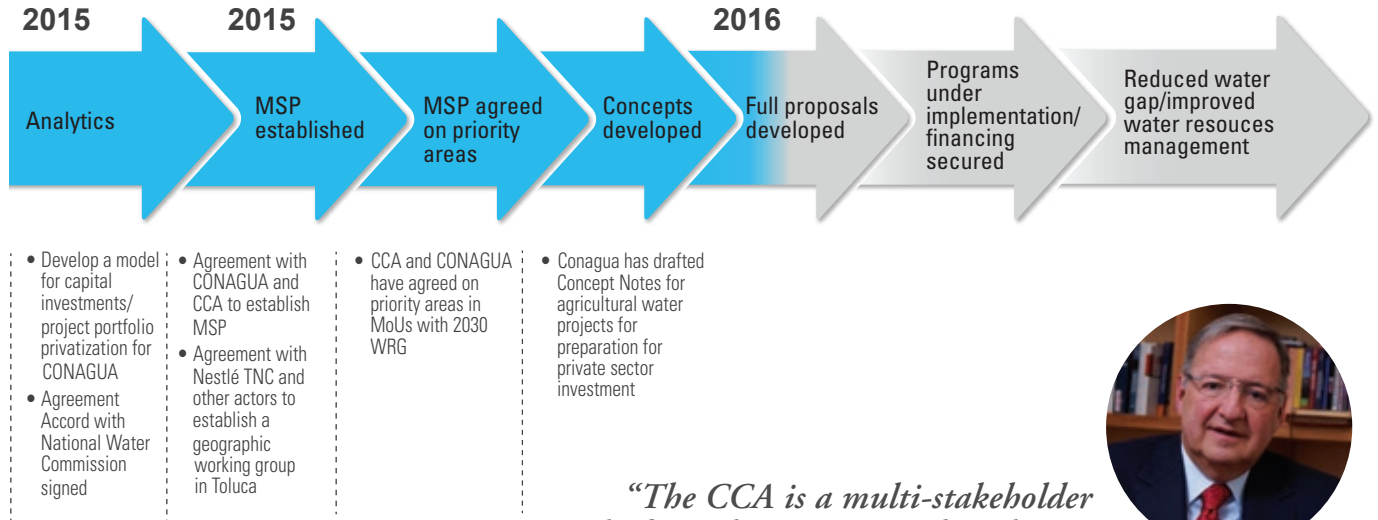 2015
2015
2016
Analytics
MSP
established
MSP agreed
on priority
areas
Concepts
developed
Full proposals
developed
Programs
under
implementation/
financing
secured
Reduced water
gap/improved
water resouces
management
• Develop a model
for capital
investments/
project portfolio
privatization for
CONAGUA
• Agreement
Accord with
National Water
Commission
signed
• Agreement with
CONAGUA and
CCA to establish
MSP
• Agreement with
Nestlé TNC and
other actors to
establish a
geographic
working group
in Toluca
• CCA and CONAGUA
have agreed on
priority areas in
MoUs with 2030
WRG
• Conagua has drafted
Concept Notes for
agricultural water
projects for
preparation for
private sector
investment
“The CCA is a multi-stakeholder